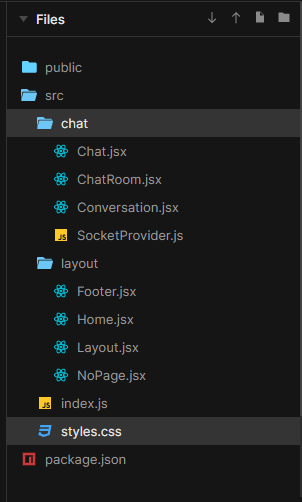 Files
public
src
chat
Chat.jsx
ChatRoom.jsx
Conversation.jsx
JS SocketProvider.js
layout
Footer.jsx
Home.jsx
Layout.jsx
NoPage.jsx
JS index.js
styles.css
package.json